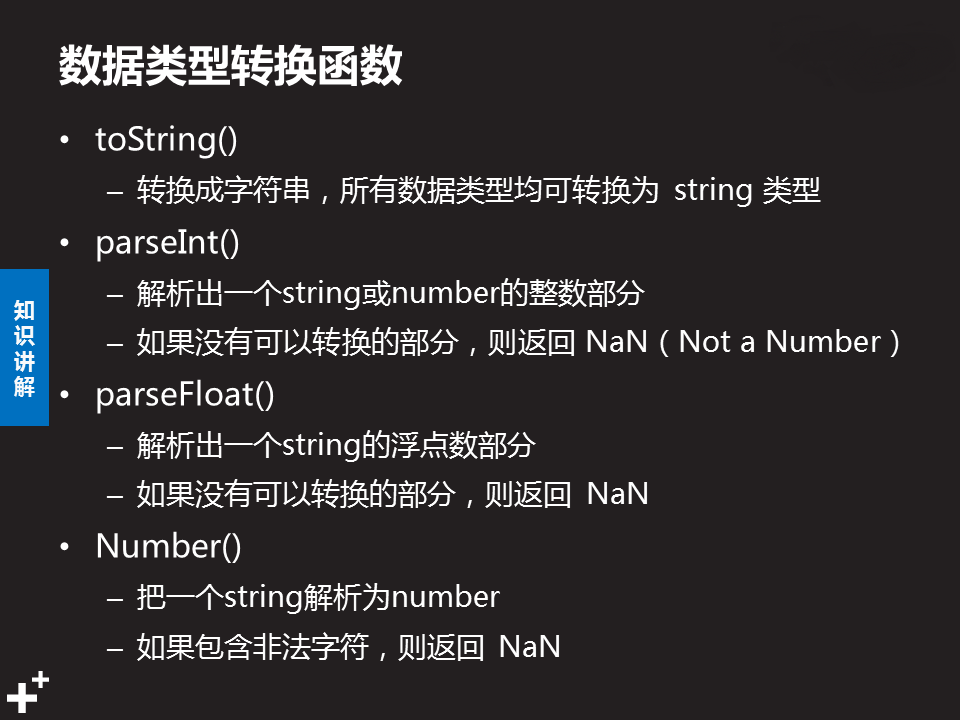 数据类型转换函数
• toString()
– 转换成字符串，所有数据类型均可转换为 string 类型
• parseInt()
– 解析出一个string或number的整数部分
– 如果没有可以转换的部分，则返回 NaN（Not a Number）
• parseFloat()
– 解析出一个string的浮点数部分
– 如果没有可以转换的部分，则返回 NaN
• Number()
– 把一个string解析为number
– 如果包含非法字符，则返回 NaN
知
识
讲
解